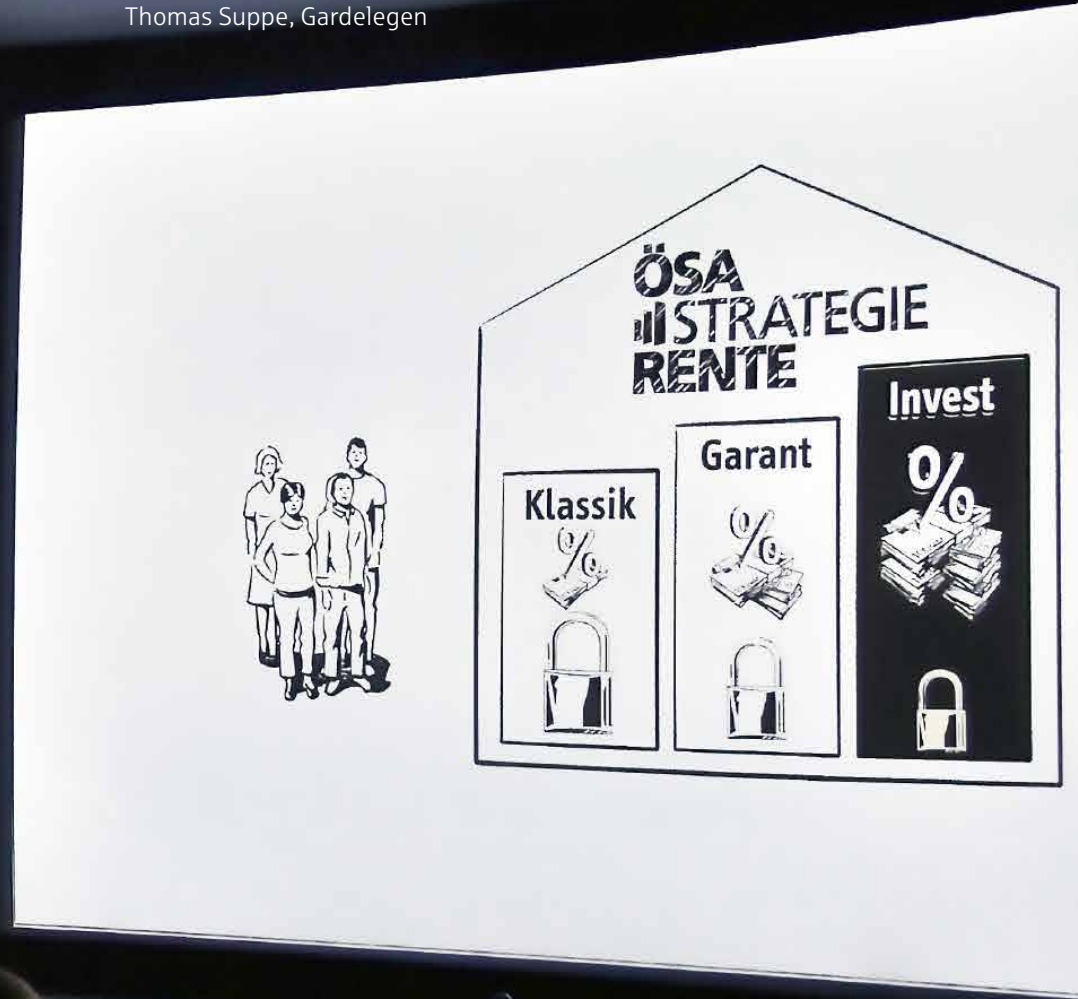 Thomas Suppe, Gardelegen
ÖSA
STRATEGIE
RENTE
Klassik
%
Garant
%
Invest
%